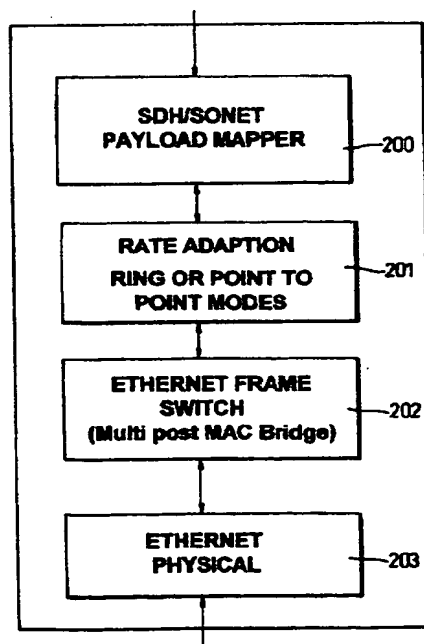 SDH/SONET
PAYLOAD MAPPER
200
RATE ADAPTION
RING OR POINT TO
POINT MODES
201
ETHERNET FRAME
SWITCH
(Multi post MAC Bridge)
202
ETHERNET
PHYSICAL
203